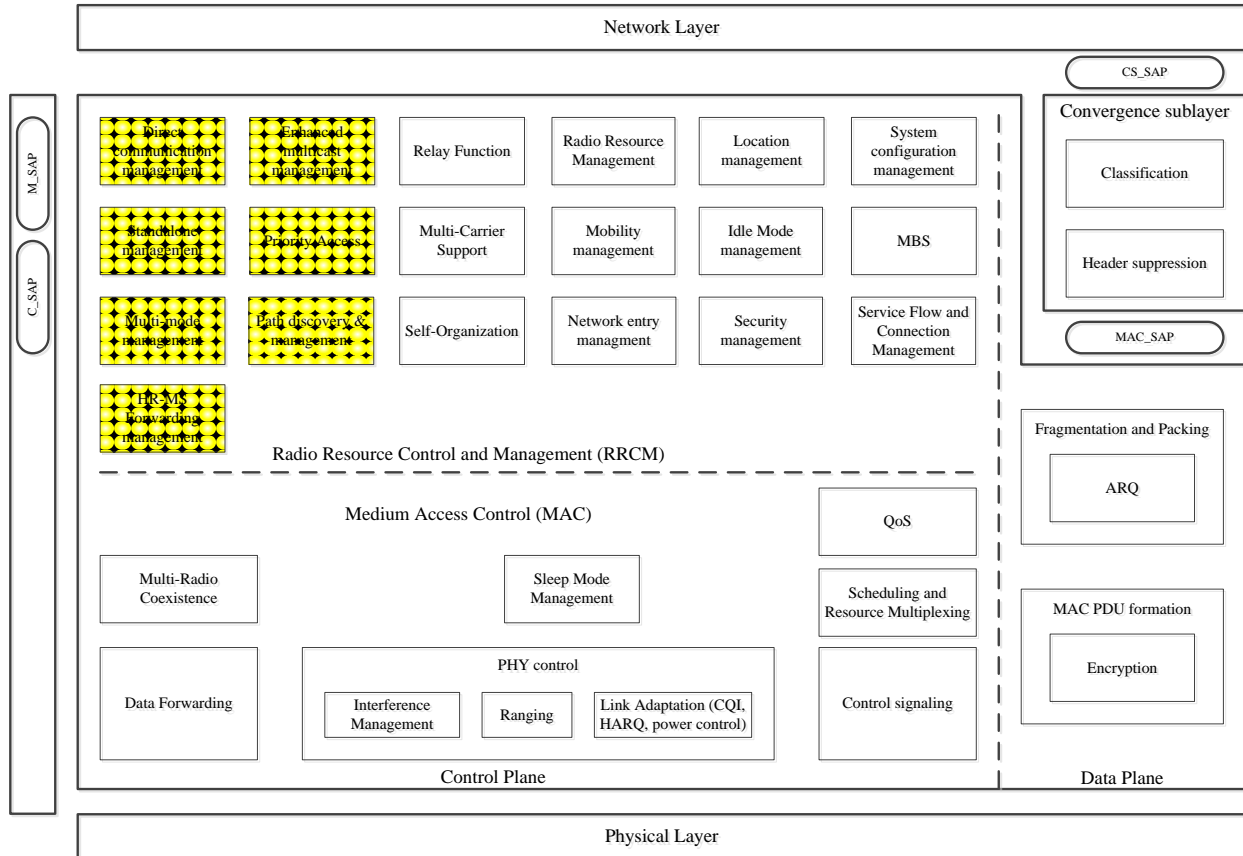 Network Layer
CS_SAP
M_SAP
C_SAP
Convergence sublayer
Classification
Header suppression
MAC_SAP
Direct
communication
management
Enhanced
multicast
management
Relay Function
Radio Resource
Management
Location
management
System
configuration
management
Standalone
management
Priority Access
Multi-Carrier
Support
Mobility
management
Idle Mode
management
MBS
Multi-mode
management
Path discovery &
management
Self-Organization
Network entry
managment
Security
management
Service Flow and
Connection
Management
HR-MS
Forwarding
management
Radio Resource Control and Management (RRCM)
Medium Access Control (MAC)
QoS
Multi-Radio
Coexistence
Sleep Mode
Management
Scheduling and
Resource Multiplexing
Data Forwarding
PHY control
Interference
Management
Ranging
Link Adaptation (CQI,
HARQ, power control)
Control signaling
Control Plane
Fragmentation and Packing
ARQ
MAC PDU formation
Encryption
Data Plane
Physical Layer